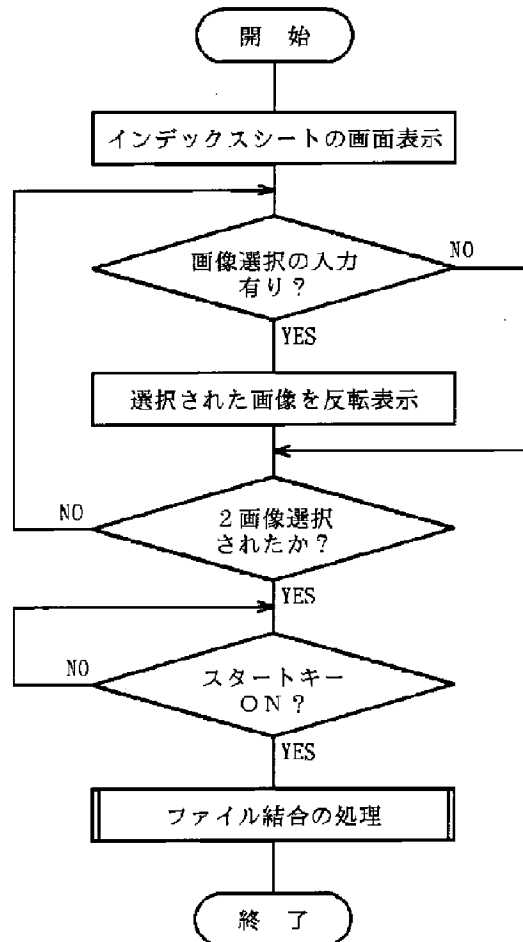 開 始
インデックスシートの画面表示
画像選択の入力
有り？
NO
YES
選択された画像を反転表示
２画像選択
されたか？
NO
YES
スタートキー
ＯＮ？
NO
YES
ファイル結合の処理
終 了